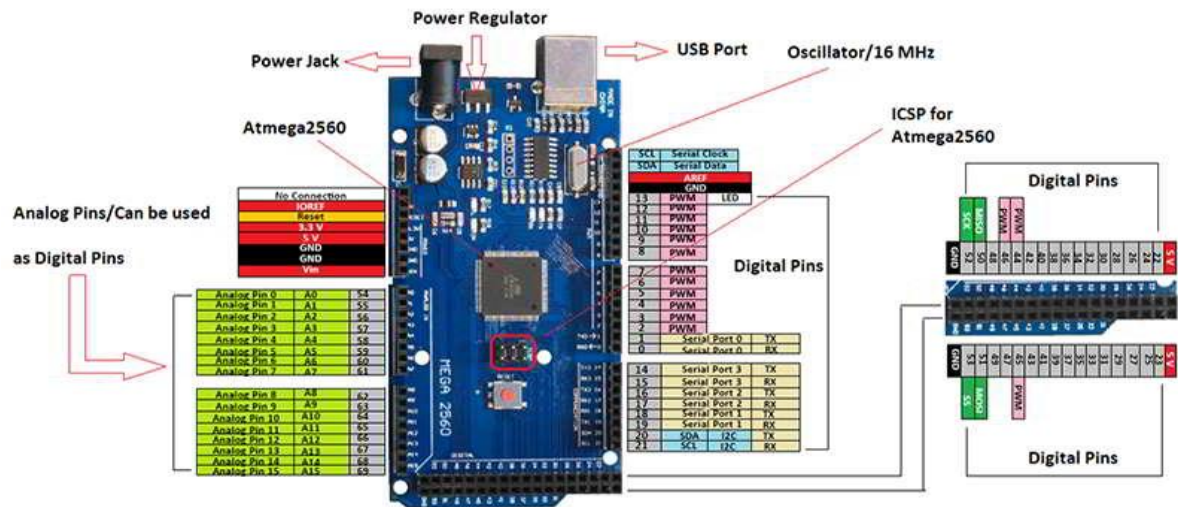 Power Regulator
Power Jack
USB Port
Oscillator/16 MHz
Atmega2560
ICSP for
Atmega2560
SCL Serial Clock
SDA Serial Data
AREF
GND
13 PWM LED
12 PWM
11 PWM
10 PWM
9 PWM
8 PWM
7 PWM
6 PWM
5 PWM
4 PWM
3 PWM
2 PWM
1 Serial Port 0 TX
0 Serial Port 0 RX
14 Serial Port 3 TX
15 Serial Port 3 RX
16 Serial Port 2 TX
17 Serial Port 2 RX
18 Serial Port 1 TX
19 Serial Port 1 RX
20 SDA I2C TX
21 SCL I2C RX
Digital Pins
No Connection
IOREF
Reset
3.3 V
5 V
GND
GND
Vin
Analog Pins/Can be used
as Digital Pins
Analog Pin 0 A0 54
Analog Pin 1 A1 55
Analog Pin 2 A2 56
Analog Pin 3 A3 57
Analog Pin 4 A4 58
Analog Pin 5 A5 59
Analog Pin 6 A6 60
Analog Pin 7 A7 61
Analog Pin 8 A8 62
Analog Pin 9 A9 63
Analog Pin 10 A10 64
Analog Pin 11 A11 65
Analog Pin 12 A12 66
Analog Pin 13 A13 67
Analog Pin 14 A14 68
Analog Pin 15 A15 69
MADE IN
RESET
MEGA 2560
DIGITAL
Digital Pins
SCK MISO PWM PWM
GND 52 50 48 46 44 42 40 38 36 34 32 30 28 26 24 22 5 V
GND 53 51 49 47 45 43 41 39 37 35 33 31 29 27 25 23 5 V
SS MOSI PWM
Digital Pins